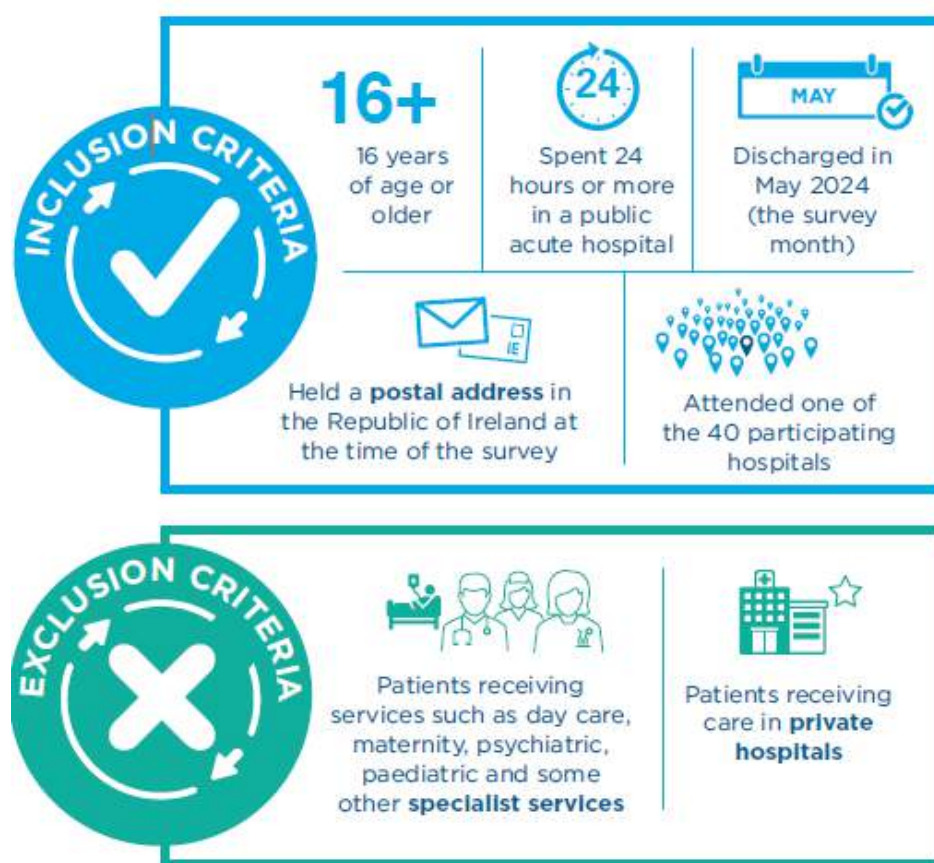 INCLUSION CRITERIA
16+
16 years
of age or
older
24
Spent 24
hours or more
in a public
acute hospital
MAY
Discharged in
May 2024
(the survey
month)
IE
Held a postal address in
the Republic of Ireland at
the time of the survey
Attended one of
the 40 participating
hospitals
EXCLUSION CRITERIA
Patients receiving
services such as day care,
maternity, psychiatric,
paediatric and some
other specialist services
Patients receiving
care in private
hospitals